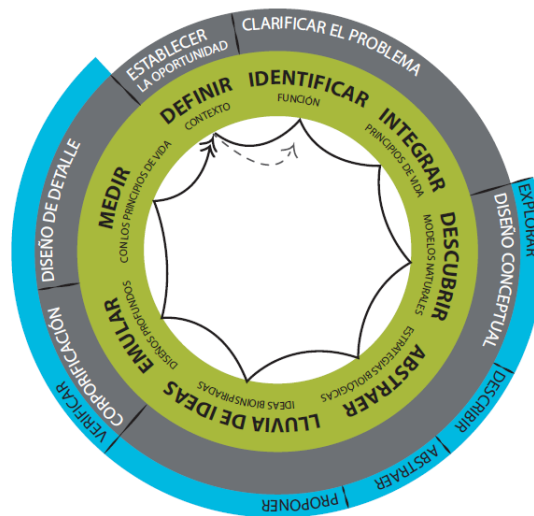 ESTABLECER
LA OPORTUNIDAD
CLARIFICAR EL PROBLEMA
DISEÑO CONCEPTUAL
CORPORIFICACIÓN
DISEÑO DE DETALLE
EXPLORAR
DESCRIBIR
ABSTRAER
PROPONER
VERIFICAR
DEFINIR
CONTEXTO
IDENTIFICAR
FUNCIÓN
INTEGRAR
PRINCIPIOS DE VIDA
DESCUBRIR
MODELOS NATURALES
ABSTRAER
ESTRATEGIAS BIOLÓGICAS
LLUVIA DE IDEAS
IDEAS BIOINSPIRADAS
EMULAR
DISEÑOS PROFUNDOS
MEDIR
CON LOS PRINCIPIOS DE VIDA